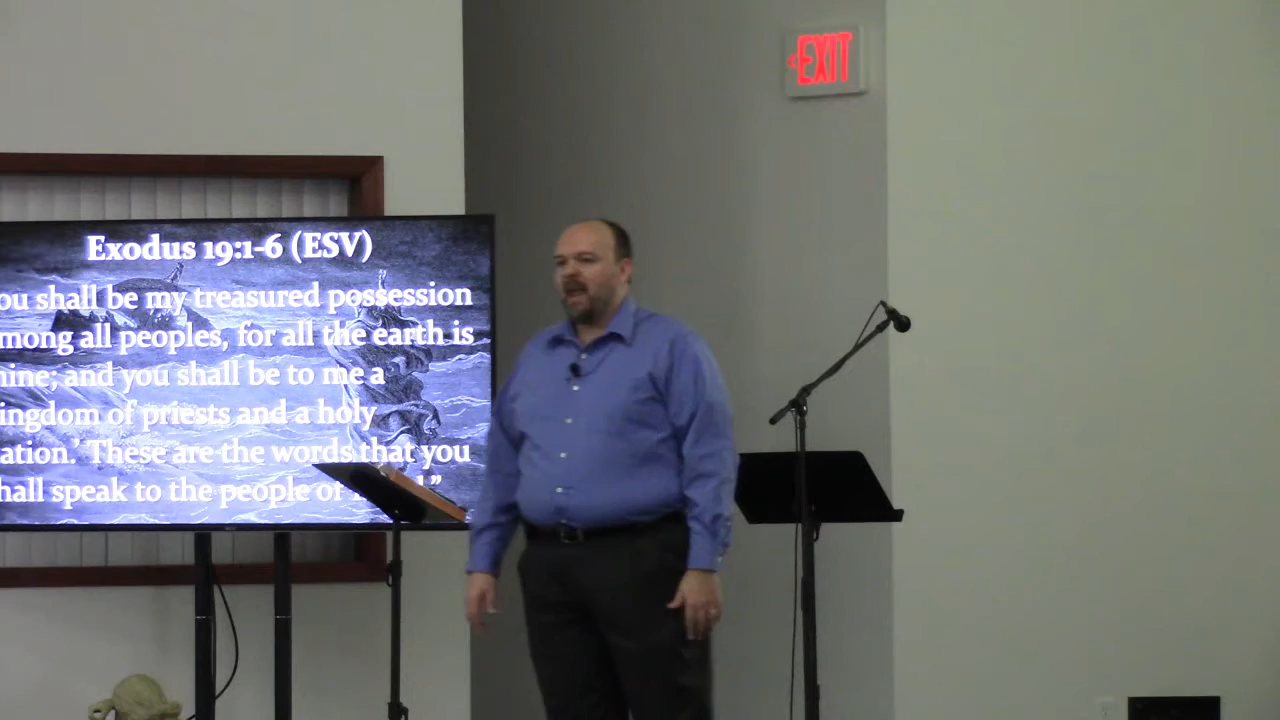 EXIT
Exodus 19:1-6 (ESV)
ou shall be my treasured possession
mong all peoples, for all the earth is
ine; and you shall be to me a
ingdom of priests and a holy
ation.' These are the words that you
hall speak to the people of